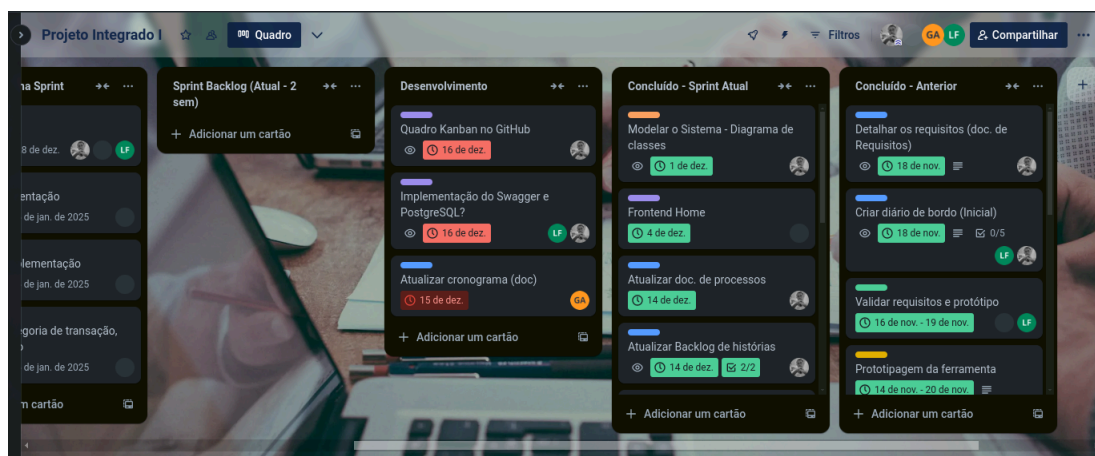 Projeto Integrado I
Quadro
Filtros
GA
LF
Compartilhar
na Sprint
8 de dez.
LF
entação
de jan. de 2025
lementação
de jan. de 2025
egoria de transação,
o
de jan. de 2025
m cartão
Sprint Backlog (Atual - 2
sem)
+ Adicionar um cartão
Desenvolvimento
Quadro Kanban no GitHub
16 de dez.
Implementação do Swagger e
PostgreSQL?
16 de dez.
LF
Atualizar cronograma (doc)
15 de dez.
GA
+ Adicionar um cartão
Concluído - Sprint Atual
Modelar o Sistema - Diagrama de
classes
1 de dez.
Frontend Home
4 de dez.
Atualizar doc. de processos
14 de dez.
Atualizar Backlog de histórias
14 de dez.
2/2
+ Adicionar um cartão
Concluído - Anterior
Detalhar os requisitos (doc. de
Requisitos)
18 de nov.
Criar diário de bordo (Inicial)
18 de nov.
0/5
LF
Validar requisitos e protótipo
16 de nov. - 19 de nov.
LF
Prototipagem da ferramenta
14 de nov. - 20 de nov.
+ Adicionar um cartão